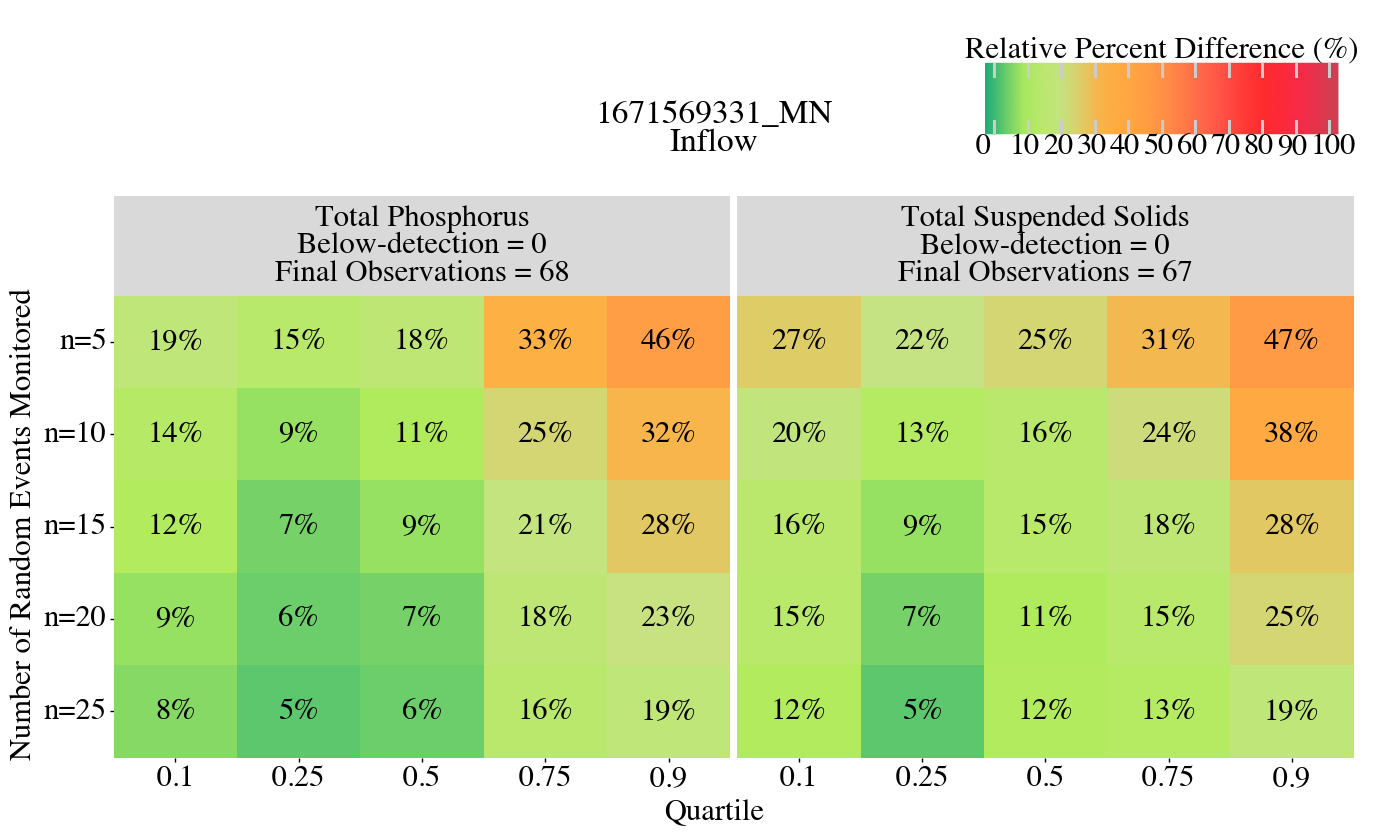 Relative Percent Difference (%)
0 10 20 30 40 50 60 70 80 90 100
1671569331_MN
Inflow
Total Phosphorus
Below-detection = 0
Final Observations = 68
Total Suspended Solids
Below-detection = 0
Final Observations = 67
Number of Random Events Monitored
n=5 19% 15% 18% 33% 46% 27% 22% 25% 31% 47%
n=10 14% 9% 11% 25% 32% 20% 13% 16% 24% 38%
n=15 12% 7% 9% 21% 28% 16% 9% 15% 18% 28%
n=20 9% 6% 7% 18% 23% 15% 7% 11% 15% 25%
n=25 8% 5% 6% 16% 19% 12% 5% 12% 13% 19%
0.1 0.25 0.5 0.75 0.9 0.1 0.25 0.5 0.75 0.9
Quartile